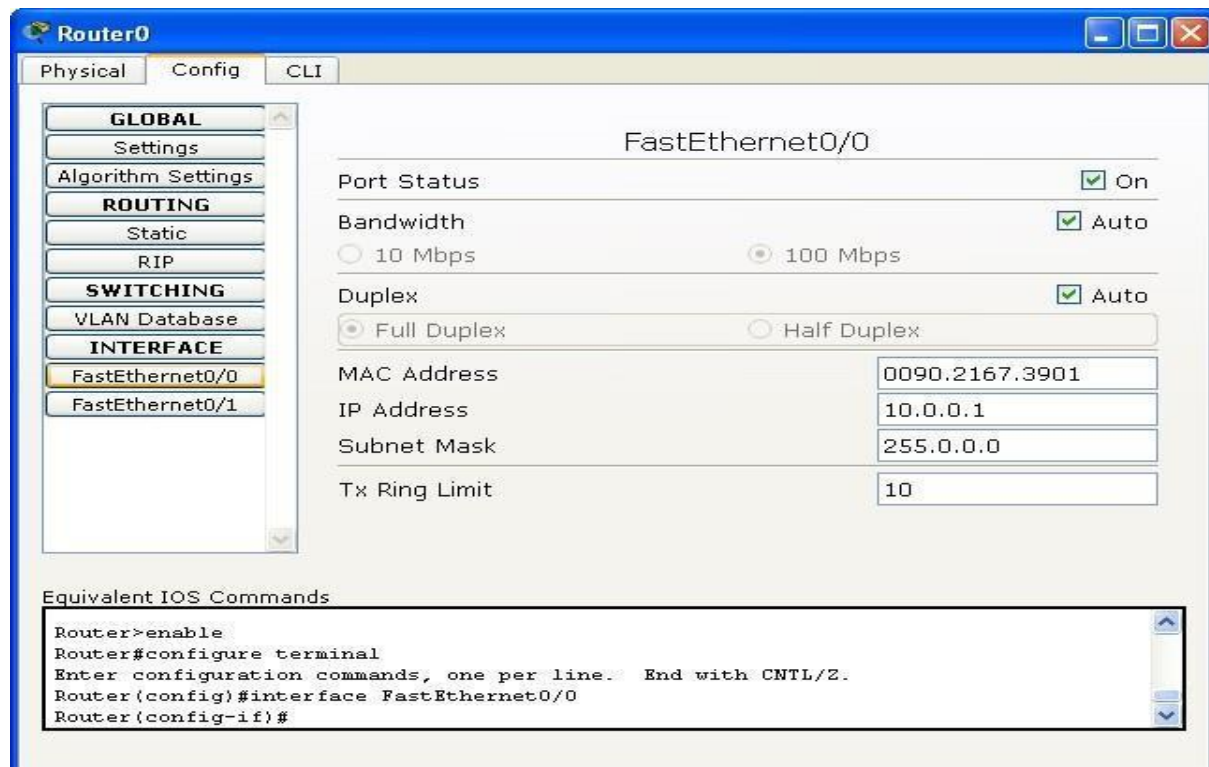 Router0
Physical Config CLI
GLOBAL
Settings
Algorithm Settings
ROUTING
Static
RIP
SWITCHING
VLAN Database
INTERFACE
FastEthernet0/0
FastEthernet0/1
FastEthernet0/0
Port Status On
Bandwidth Auto
10 Mbps 100 Mbps
Duplex Auto
Full Duplex Half Duplex
MAC Address 0090.2167.3901
IP Address 10.0.0.1
Subnet Mask 255.0.0.0
Tx Ring Limit 10
Equivalent IOS Commands
Router>enable
Router#configure terminal
Enter configuration commands, one per line. End with CNTL/Z.
Router(config)#interface FastEthernet0/0
Router(config-if)#